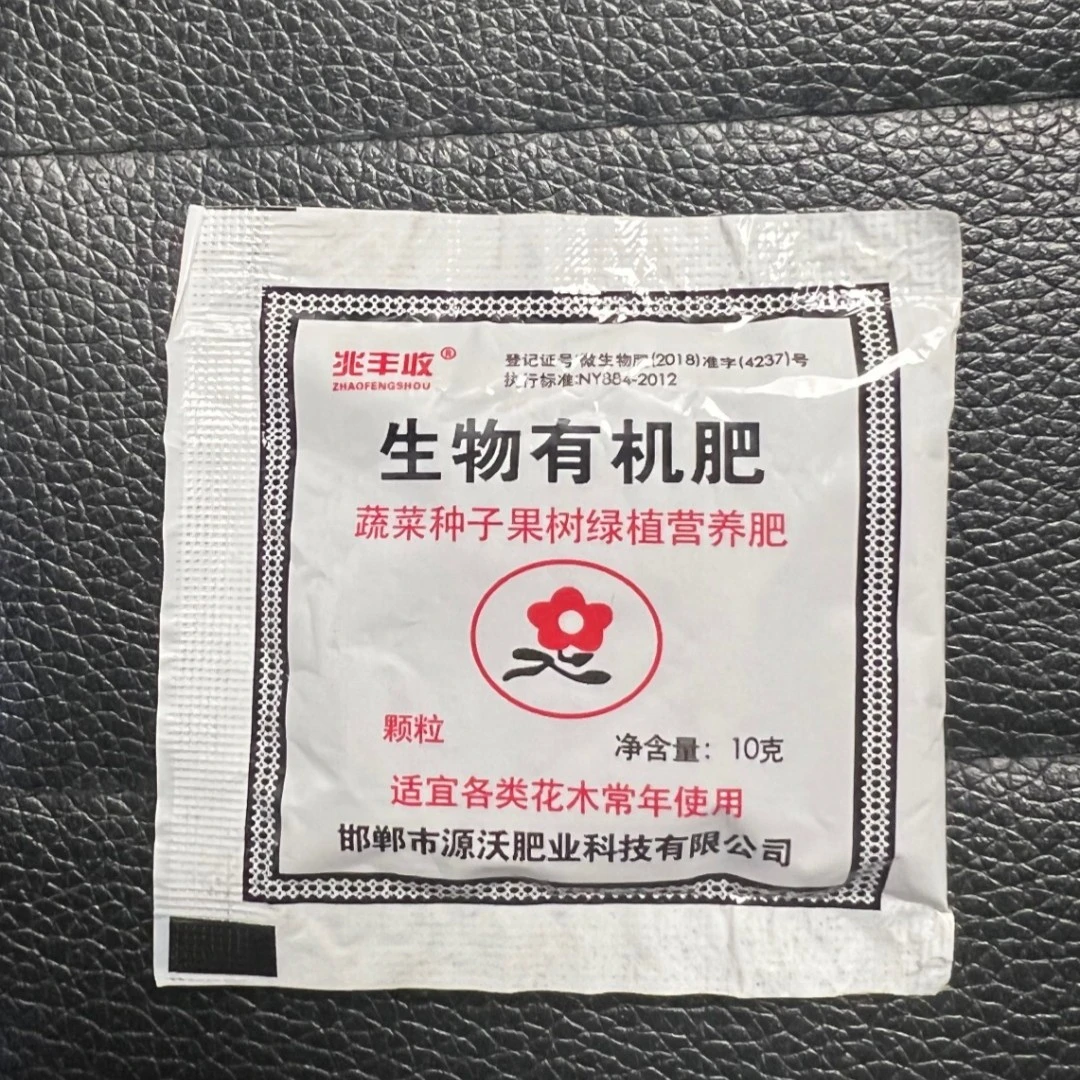 兆丰收®
ZHAOFENGSHOU
登记证号:微生物肥(2018)准字(4237)号
执行标准:NY884-2012
生物有机肥
蔬菜种子果树绿植营养肥
颗粒
净含量：10克
适宜各类花木常年使用
邯郸市源沃肥业科技有限公司